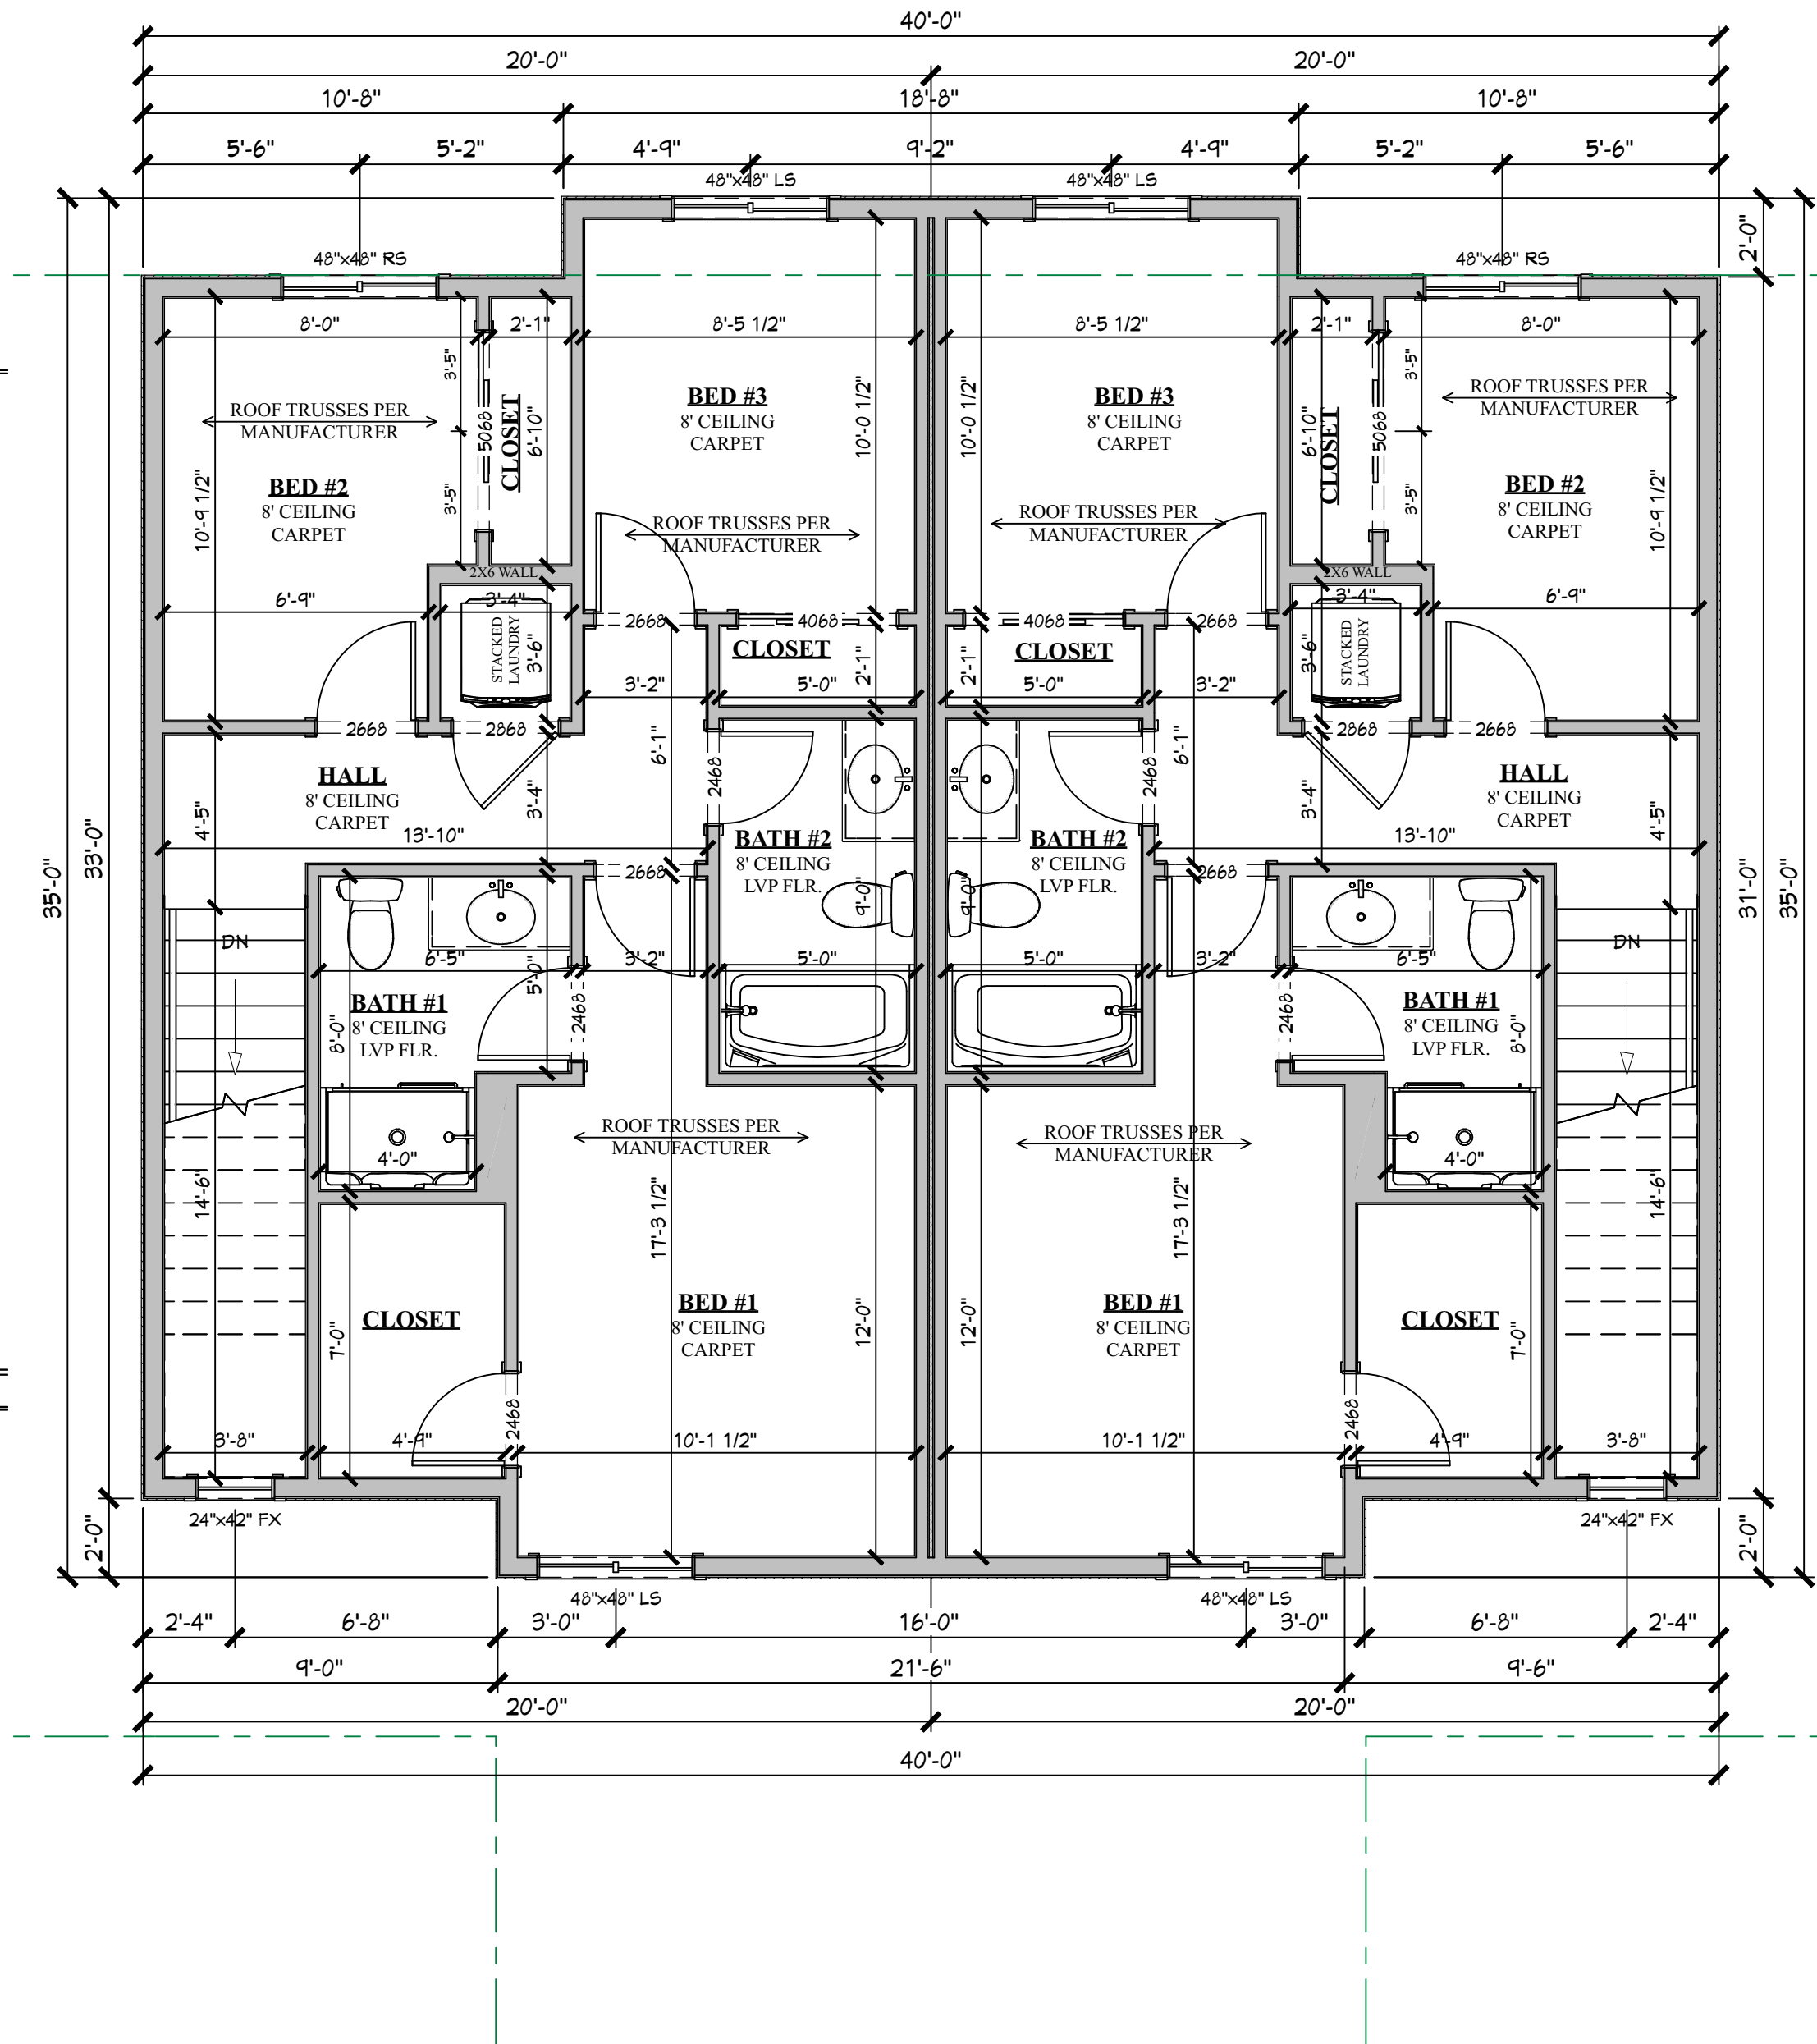 40'-0"
20'-0" 20'-0"
10'-8" 18'-8" 10'-8"
5'-6" 5'-2" 4'-9" 9'-2" 4'-9" 5'-2" 5'-6"
48"x48" LS 48"x48" LS
2'-0"
48"x48" RS 48"x48" RS
8'-0" 2'-1" 8'-5 1/2" 8'-5 1/2" 2'-1" 8'-0"
3'-5" 3'-5"
BED #3 BED #3
8' CEILING 8' CEILING
CARPET CARPET
10'-0 1/2" 10'-0 1/2"
ROOF TRUSSES PER ROOF TRUSSES PER
MANUFACTURER MANUFACTURER
5068 CLOSET 6'-10" 6'-10" CLOSET 5068
BED #2 BED #2
8' CEILING 8' CEILING
CARPET CARPET
10'-9 1/2" 10'-9 1/2"
3'-5" 3'-5"
ROOF TRUSSES PER ROOF TRUSSES PER
MANUFACTURER MANUFACTURER
2X6 WALL 2X6 WALL
6'-9" 3'-4" 3'-4" 6'-9"
2668 4068 4068 2668
STACKED STACKED
LAUNDRY LAUNDRY
3'-6" 3'-6"
CLOSET CLOSET
2'-1" 2'-1"
3'-2" 5'-0" 5'-0" 3'-2"
2668 2868 2868 2668
6'-1" 6'-1"
2468 2468
HALL HALL
8' CEILING 8' CEILING
CARPET CARPET
4'-5" 3'-4" 3'-4" 4'-5"
13'-10" 13'-10"
BATH #2 BATH #2
8' CEILING 8' CEILING
LVP FLR. LVP FLR.
2668 2668
9'-0" 9'-0"
35'-0" 33'-0" 31'-0" 35'-0"
DN DN
6'-5" 3'-2" 5'-0" 5'-0" 3'-2" 6'-5"
5'-0"
BATH #1 BATH #1
8' CEILING 8' CEILING
LVP FLR. LVP FLR.
8'-0" 2468 2468 8'-0"
ROOF TRUSSES PER ROOF TRUSSES PER
MANUFACTURER MANUFACTURER
4'-0" 4'-0"
14'-6" 17'-3 1/2" 17'-3 1/2" 14'-6"
BED #1 BED #1
8' CEILING 8' CEILING
CARPET CARPET
CLOSET CLOSET
7'-0" 12'-0" 12'-0" 7'-0"
2468 2468
3'-8" 4'-9" 10'-1 1/2" 10'-1 1/2" 4'-9" 3'-8"
24"x42" FX 24"x42" FX
2'-0" 2'-0"
48"x48" LS 48"x48" LS
2'-4" 6'-8" 3'-0" 16'-0" 3'-0" 6'-8" 2'-4"
9'-0" 21'-6" 9'-6"
20'-0" 20'-0"
40'-0"